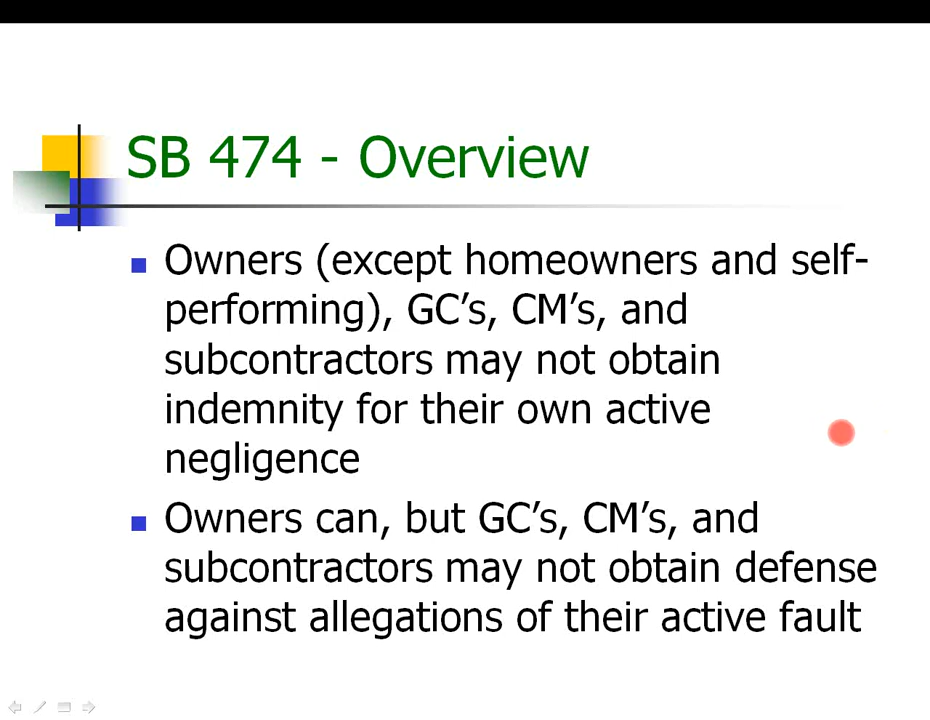 SB 474 - Overview
Owners (except homeowners and self-
performing), GC’s, CM’s, and
subcontractors may not obtain
indemnity for their own active
negligence
Owners can, but GC’s, CM’s, and
subcontractors may not obtain defense
against allegations of their active fault